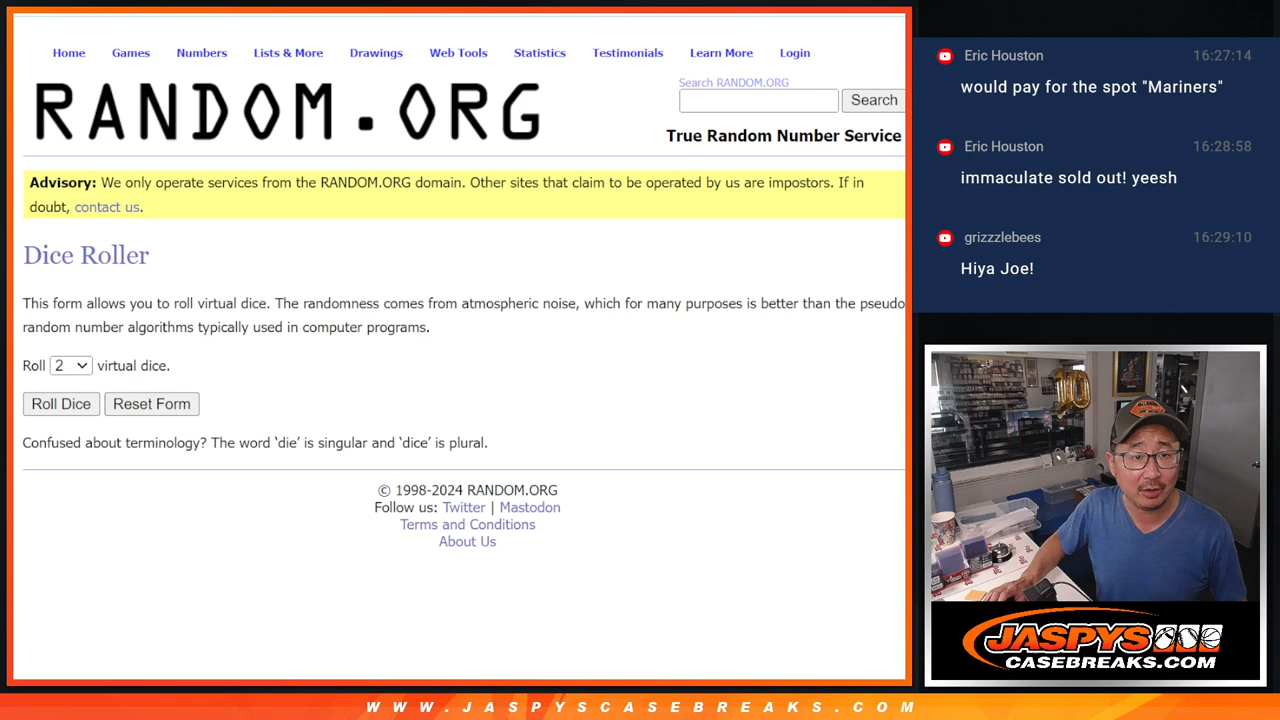 Home Games Numbers Lists & More Drawings Web Tools Statistics Testimonials Learn More Login
RANDOM.ORG
Search RANDOM.ORG
Search
True Random Number Service
Advisory: We only operate services from the RANDOM.ORG domain. Other sites that claim to be operated by us are impostors. If in
doubt, contact us.
Dice Roller
This form allows you to roll virtual dice. The randomness comes from atmospheric noise, which for many purposes is better than the pseudo
random number algorithms typically used in computer programs.
Roll 2 virtual dice.
Roll Dice Reset Form
Confused about terminology? The word ‘die’ is singular and ‘dice’ is plural.
© 1998-2024 RANDOM.ORG
Follow us: Twitter | Mastodon
Terms and Conditions
About Us
Eric Houston 16:27:14
would pay for the spot "Mariners"
Eric Houston 16:28:58
immaculate sold out! yeesh
grizzzlebees 16:29:10
Hiya Joe!
10
JASPYS
CASEBREAKS.COM
WWW.JASPYSCASEBREAKS.COM